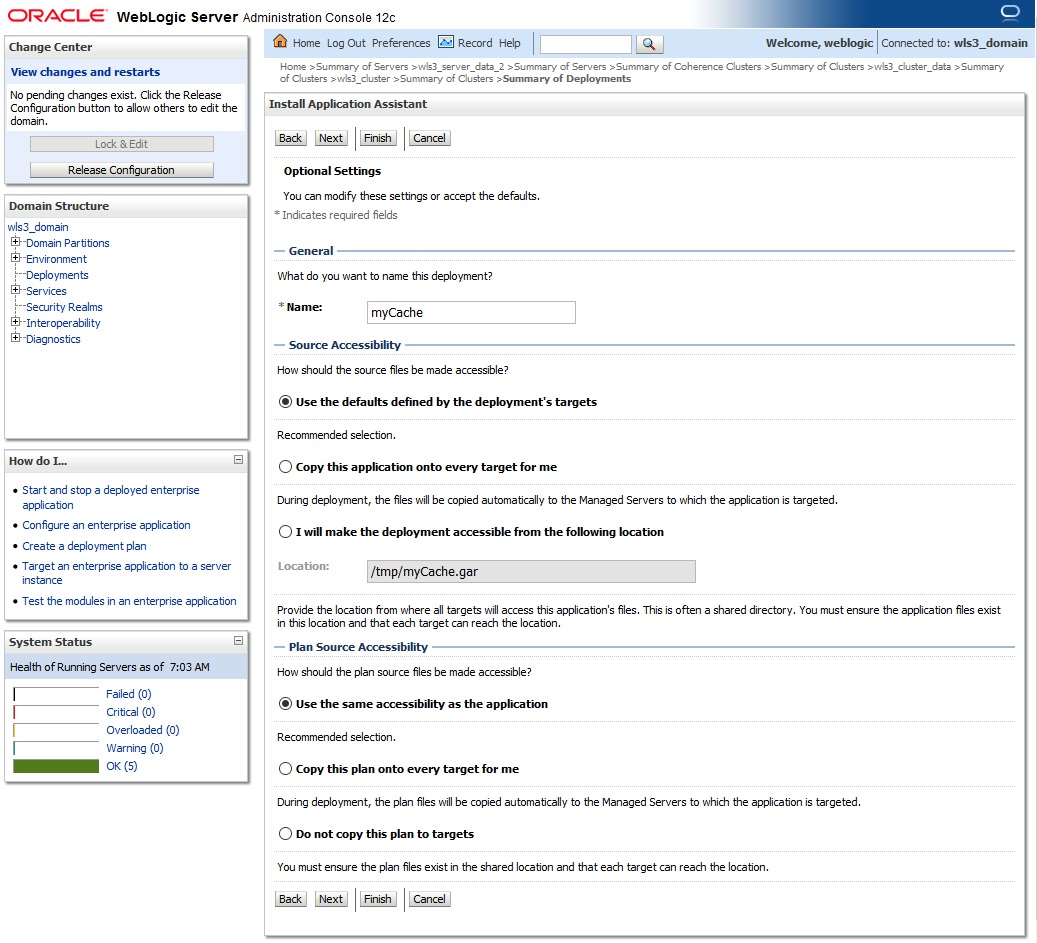 ORACLE® WebLogic Server Administration Console 12c
Change Center
View changes and restarts
No pending changes exist. Click the Release
Configuration button to allow others to edit the
domain.
Lock & Edit
Release Configuration
Domain Structure
wls3_domain
Domain Partitions
Environment
Deployments
Services
Security Realms
Interoperability
Diagnostics
How do I...
Start and stop a deployed enterprise
application
Configure an enterprise application
Create a deployment plan
Target an enterprise application to a server
instance
Test the modules in an enterprise application
System Status
Health of Running Servers as of 7:03 AM
Failed (0)
Critical (0)
Overloaded (0)
Warning (0)
OK (5)
Home Log Out Preferences Record Help
Welcome, weblogic Connected to: wls3_domain
Home >Summary of Servers >wls3_server_data_2 >Summary of Servers >Summary of Coherence Clusters >Summary of Clusters >wls3_cluster_data >Summary
of Clusters >wls3_cluster >Summary of Clusters >Summary of Deployments
Install Application Assistant
Back Next Finish Cancel
Optional Settings
You can modify these settings or accept the defaults.
* Indicates required fields
General
What do you want to name this deployment?
* Name: myCache
Source Accessibility
How should the source files be made accessible?
Use the defaults defined by the deployment's targets
Recommended selection.
Copy this application onto every target for me
During deployment, the files will be copied automatically to the Managed Servers to which the application is targeted.
I will make the deployment accessible from the following location
Location: /tmp/myCache.gar
Provide the location from where all targets will access this application's files. This is often a shared directory. You must ensure the application files exist
in this location and that each target can reach the location.
Plan Source Accessibility
How should the plan source files be made accessible?
Use the same accessibility as the application
Recommended selection.
Copy this plan onto every target for me
During deployment, the plan files will be copied automatically to the Managed Servers to which the application is targeted.
Do not copy this plan to targets
You must ensure the plan files exist in the shared location and that each target can reach the location.
Back Next Finish Cancel